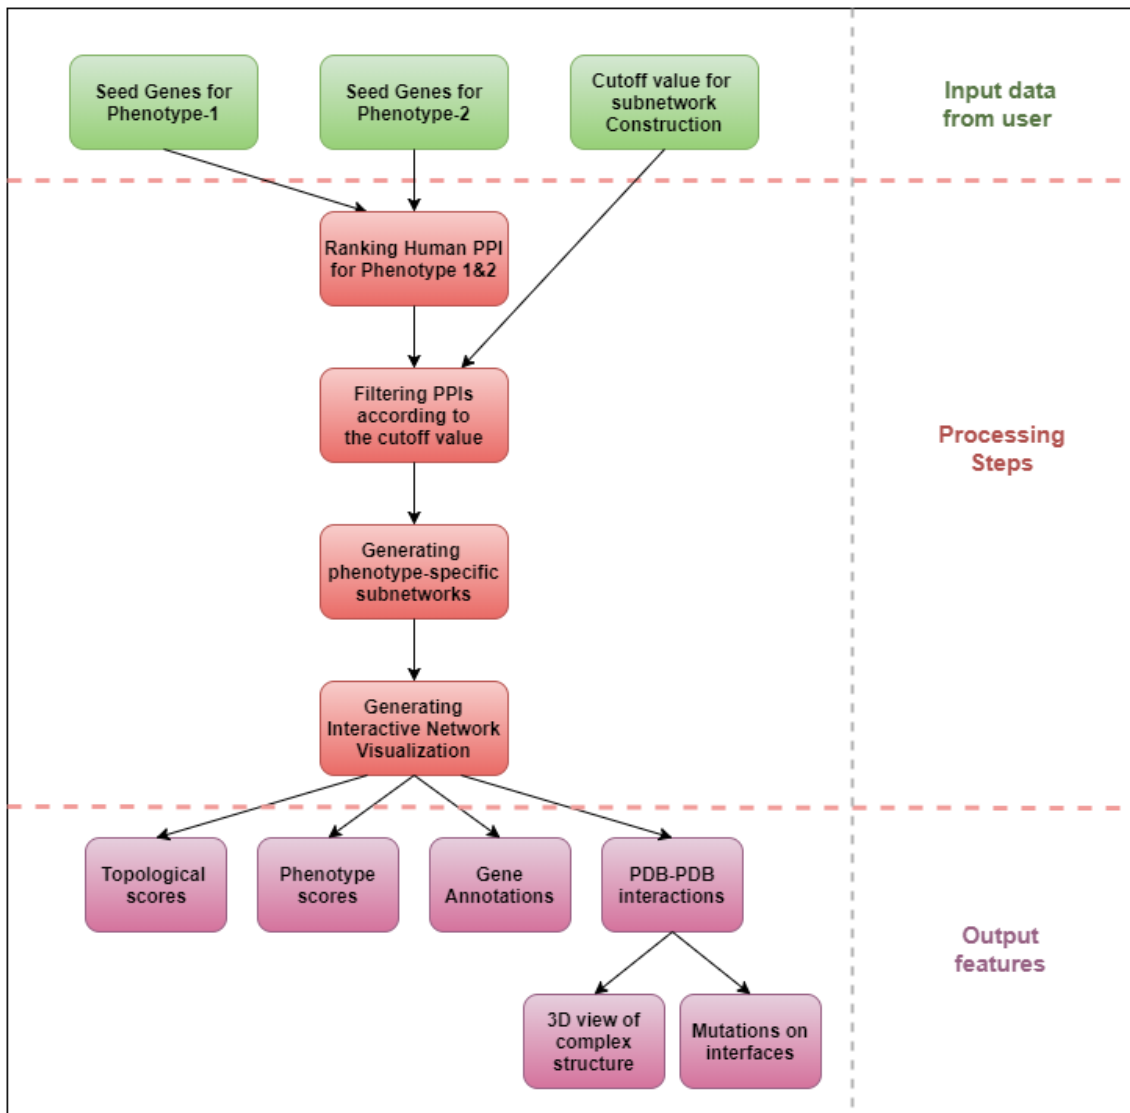 Seed Genes for
Phenotype-1
Seed Genes for
Phenotype-2
Cutoff value for
subnetwork
Construction
Input data
from user
Ranking Human PPI
for Phenotype 1&2
Filtering PPIs
according to
the cutoff value
Processing
Steps
Generating
phenotype-specific
subnetworks
Generating
Interactive Network
Visualization
Topological
scores
Phenotype
scores
Gene
Annotations
PDB-PDB
interactions
Output
features
3D view of
complex
structure
Mutations on
interfaces